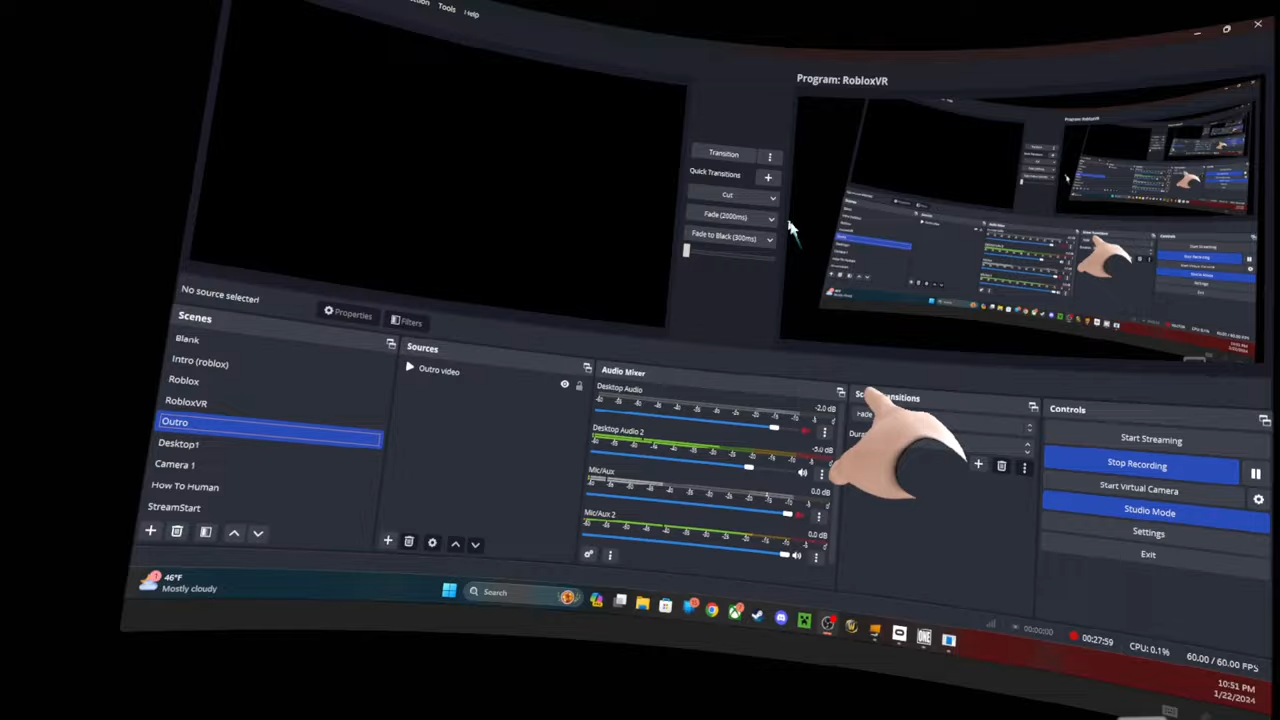 Tools Help
Program: RobloxVR
Transition
Quick Transitions
Cut
Fade (2000ms)
Fade to Black (300ms)
No source selected!
Properties
Filters
Scenes
Blank
Intro (roblox)
Roblox
RobloxVR
Outro
Desktop1
Camera 1
How To Human
StreamStart
Sources
Outro video
Audio Mixer
Desktop Audio
-2.0 dB
Desktop Audio 2
-5.0 dB
Mic/Aux
0.0 dB
Mic/Aux 2
0.0 dB
Fade
Controls
Start Streaming
Stop Recording
Start Virtual Camera
Studio Mode
Settings
Exit
46°F
Mostly cloudy
Search
00:00:00
00:27:59
CPU: 0.1%
60.00 / 60.00 FPS
10:51 PM
1/22/2024